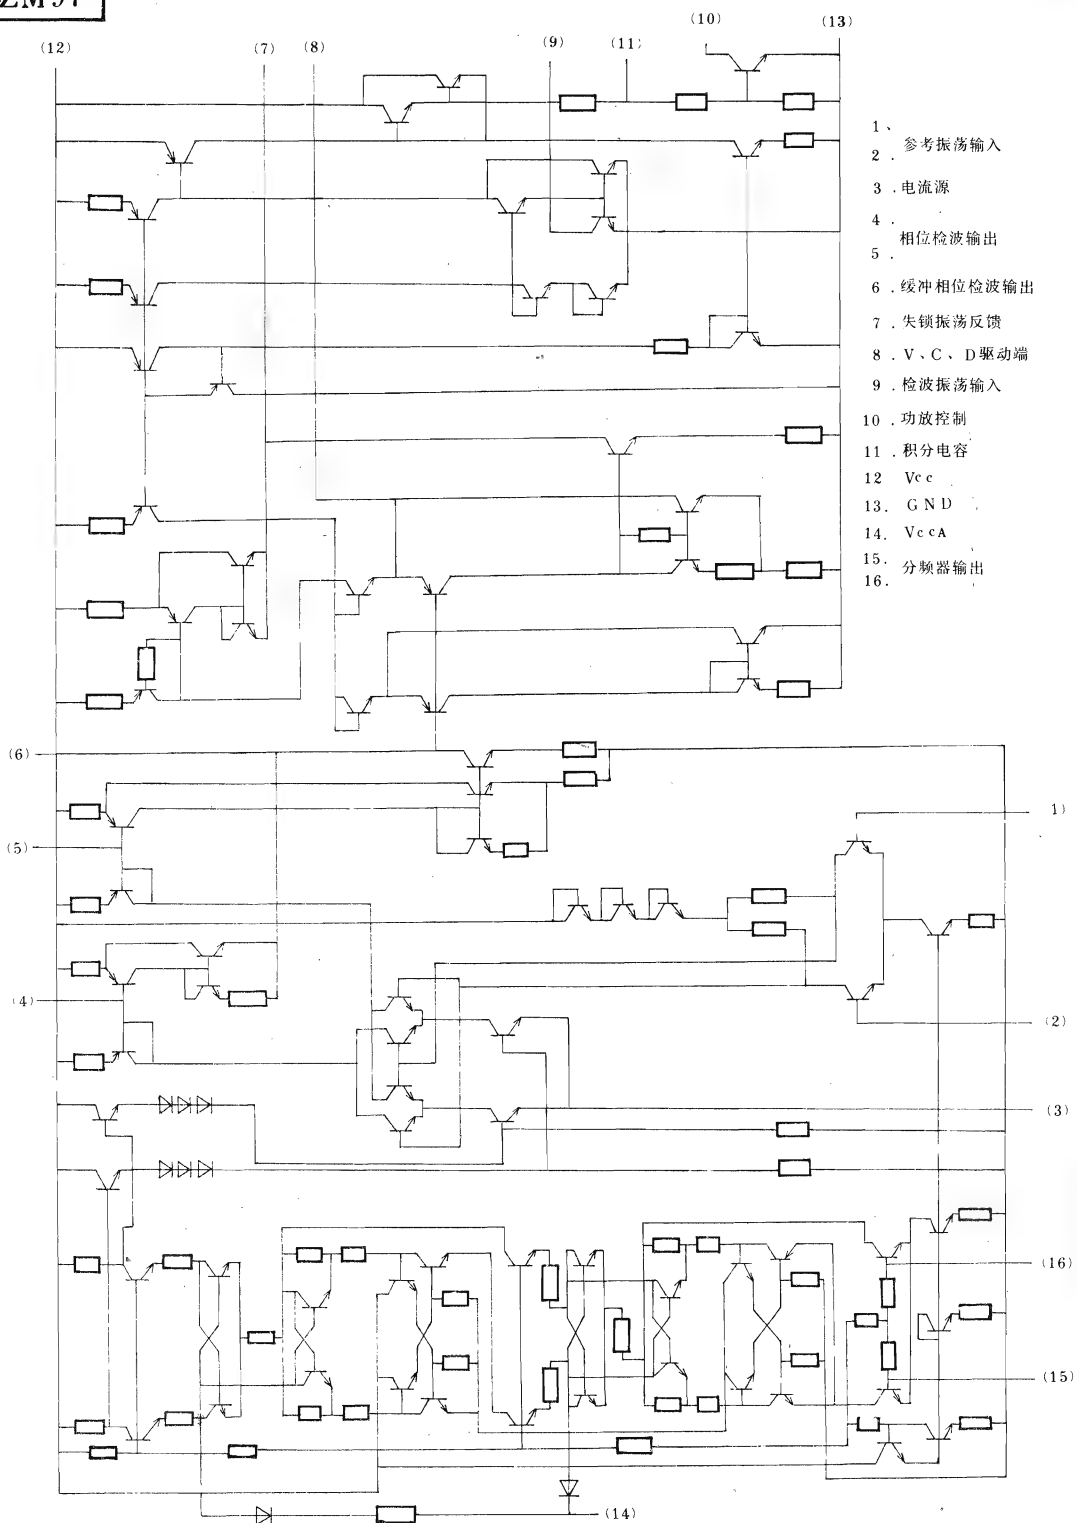 (10)
(13)
(12)
(7)
(8)
(9)
(11)
1、
参考振荡输入
2 .
3 .电流源
4 .
相位检波输出
5 .
6 .缓冲相位检波输出
7 .失锁振荡反馈
8 .V、C、D驱动端
9 .检波振荡输入
10 .功放控制
11 .积分电容
12 Vcc
13. GND
14. VccA
15.
分频器输出
16.
(6)
1)
(5)
(4)
(2)
(3)
(16)
(15)
(14)